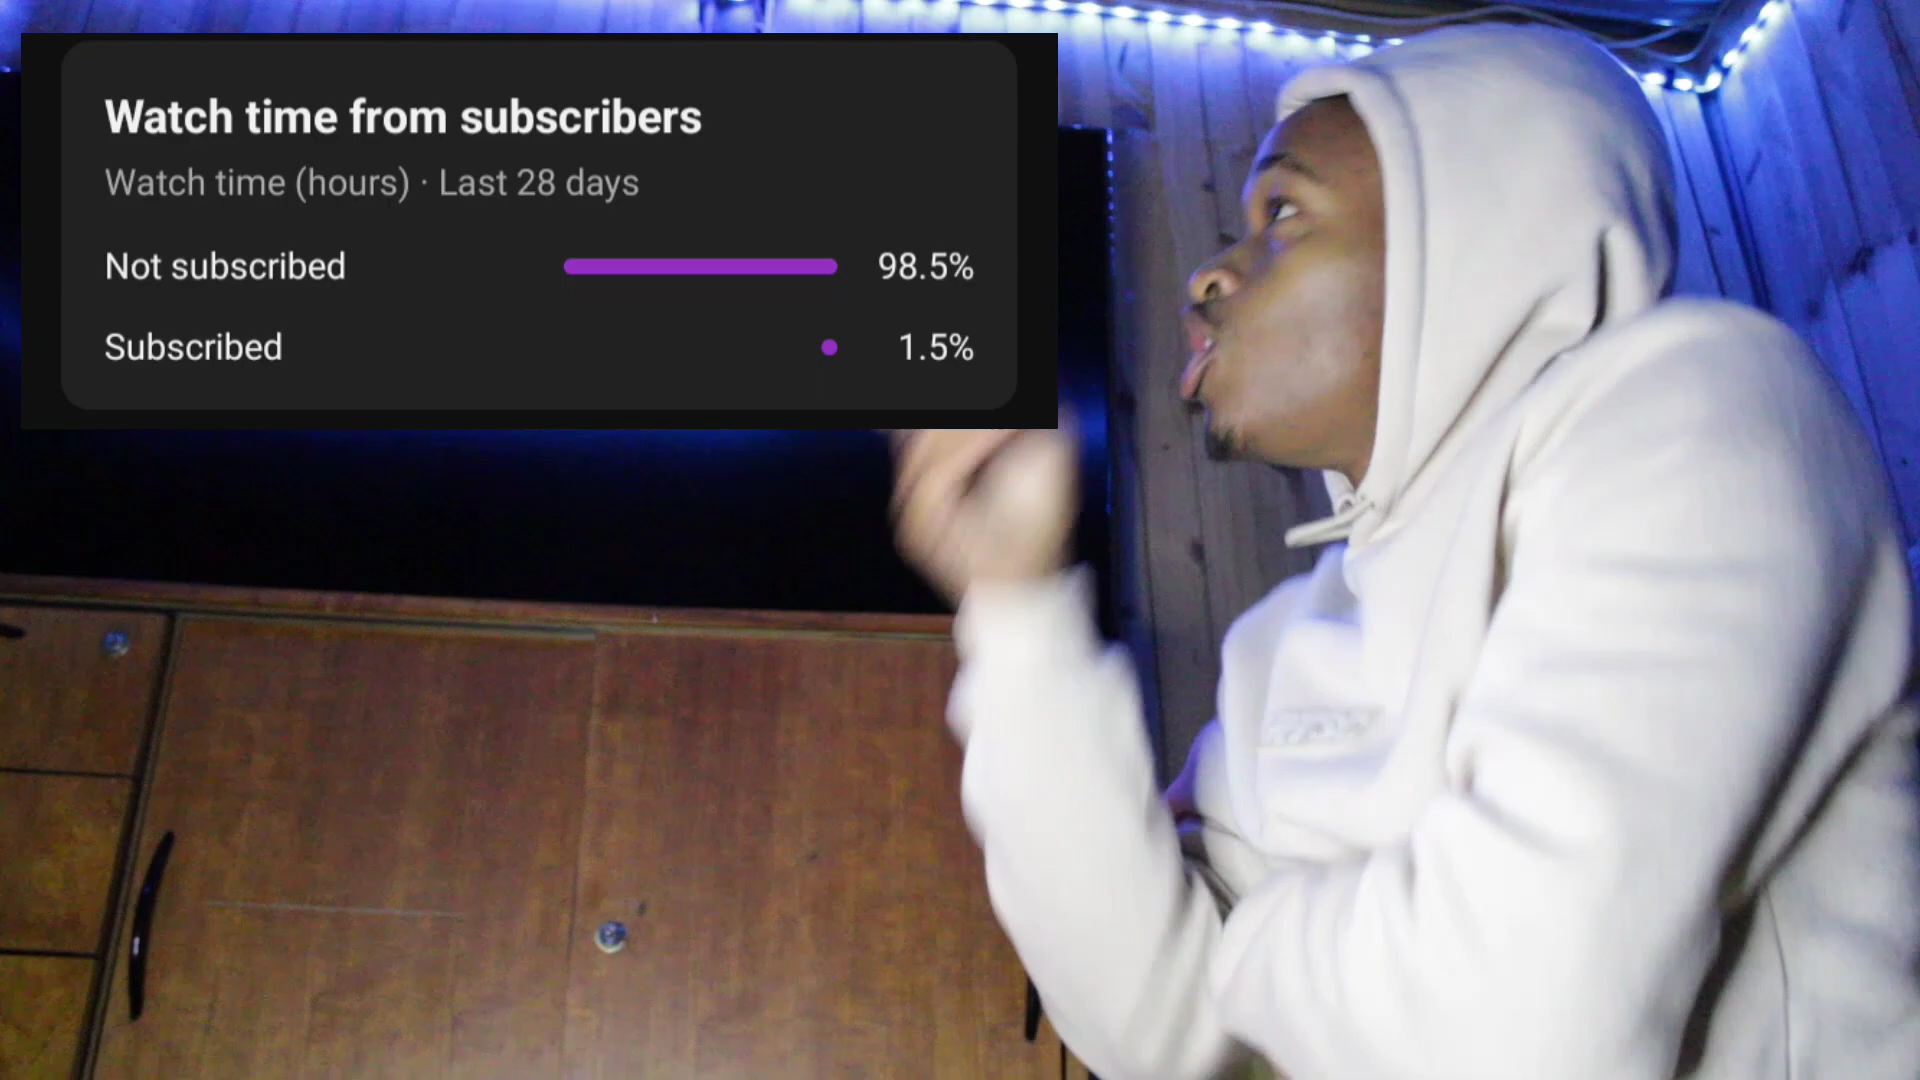 Watch time from subscribers
Watch time (hours) · Last 28 days
Not subscribed 98.5%
Subscribed 1.5%